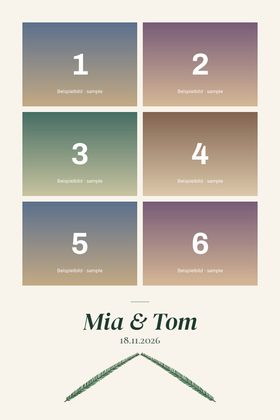 1
Beispielbild · sample
2
Beispielbild · sample
3
Beispielbild · sample
4
Beispielbild · sample
5
Beispielbild · sample
6
Beispielbild · sample
Mia & Tom
18.11.2026